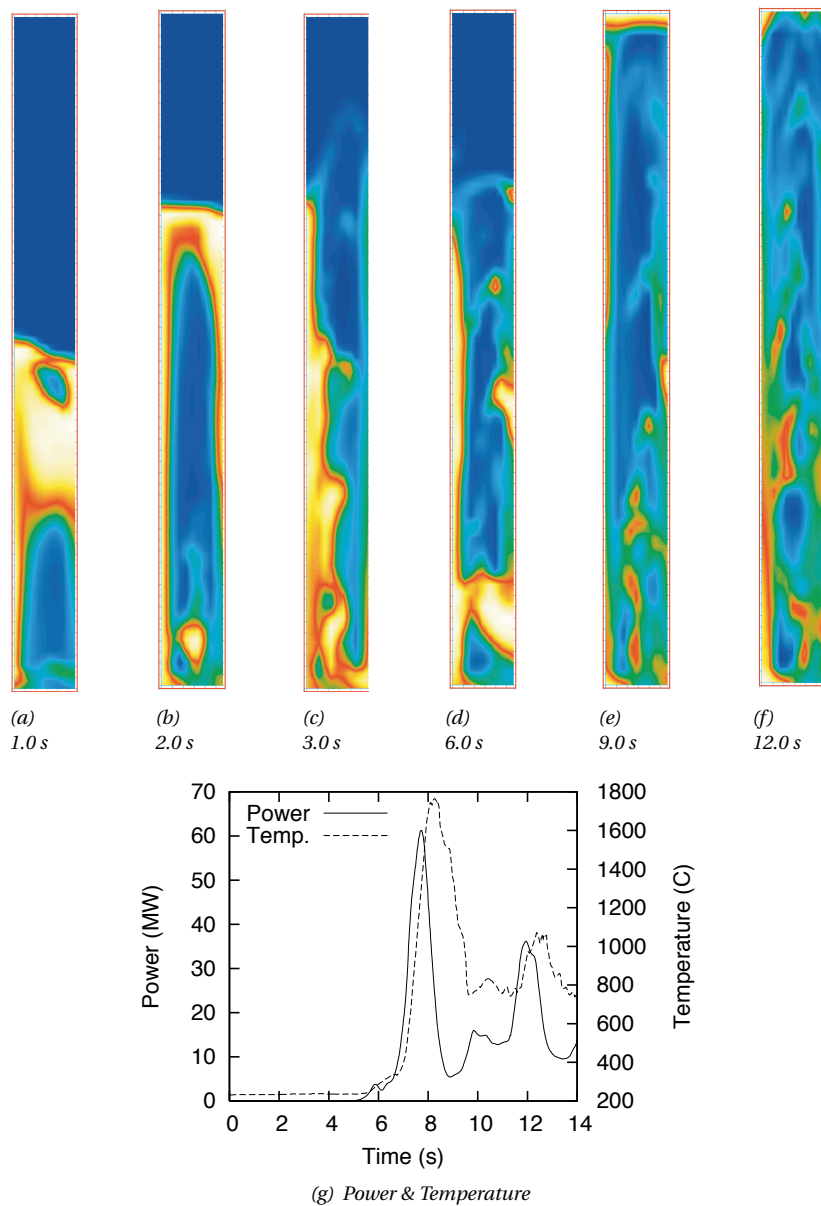 (a) (b) (c) (d) (e) (f)
1.0 s 2.0 s 3.0 s 6.0 s 9.0 s 12.0 s
70 1800
Power
Temp.
60 1600
50 1400
1200
40
1000
30
800
20
600
10 400
0 200
0 2 4 6 8 10 12 14
Power (MW)
Temperature (C)
Time (s)
(g) Power & Temperature